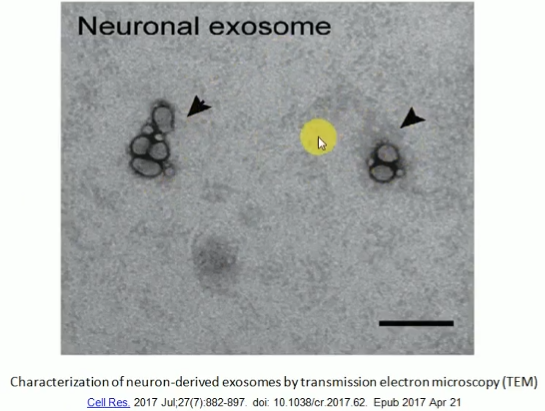 Neuronal exosome
Characterization of neuron-derived exosomes by transmission electron microscopy (TEM)
Cell Res. 2017 Jul;27(7):882-897. doi: 10.1038/cr.2017.62. Epub 2017 Apr 21